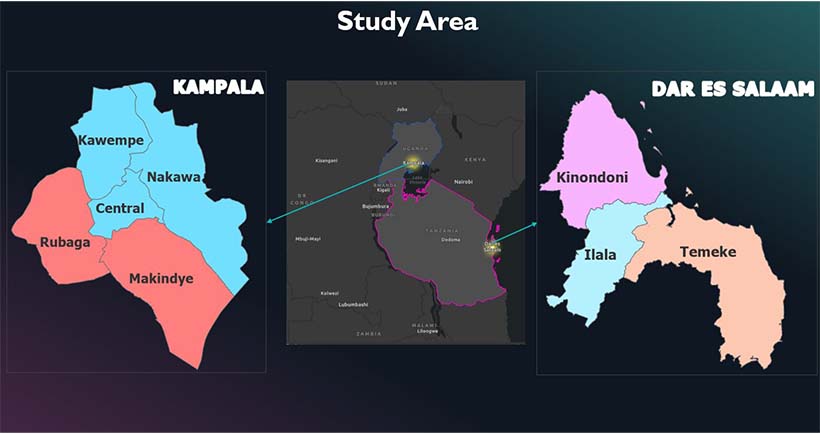 Study Area
KAMPALA
Kawempe
Nakawa
Central
Rubaga
Makindye
SUDAN
Juba
UGANDA
Kisangani
Kampala
KENYA
Lake
Victoria
Nairobi
RWANDA
Kigali
DR
CONGO
Bujumbura
BURUNDI
TANZANIA
Mbuji-Mayi
Dodoma
Dar es
Salaam
Kolwezi
Lubumbashi
MALAWI
Lilongwe
ZAMBIA
DAR ES SALAAM
Kinondoni
Ilala
Temeke